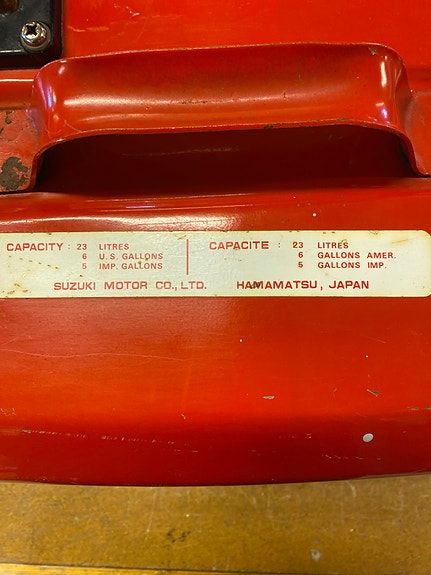 CAPACITY : 23 LITRES
6 U.S. GALLONS
5 IMP. GALLONS
CAPACITE : 23 LITRES
6 GALLONS AMER.
5 GALLONS IMP.
SUZUKI MOTOR CO., LTD. HAMAMATSU, JAPAN